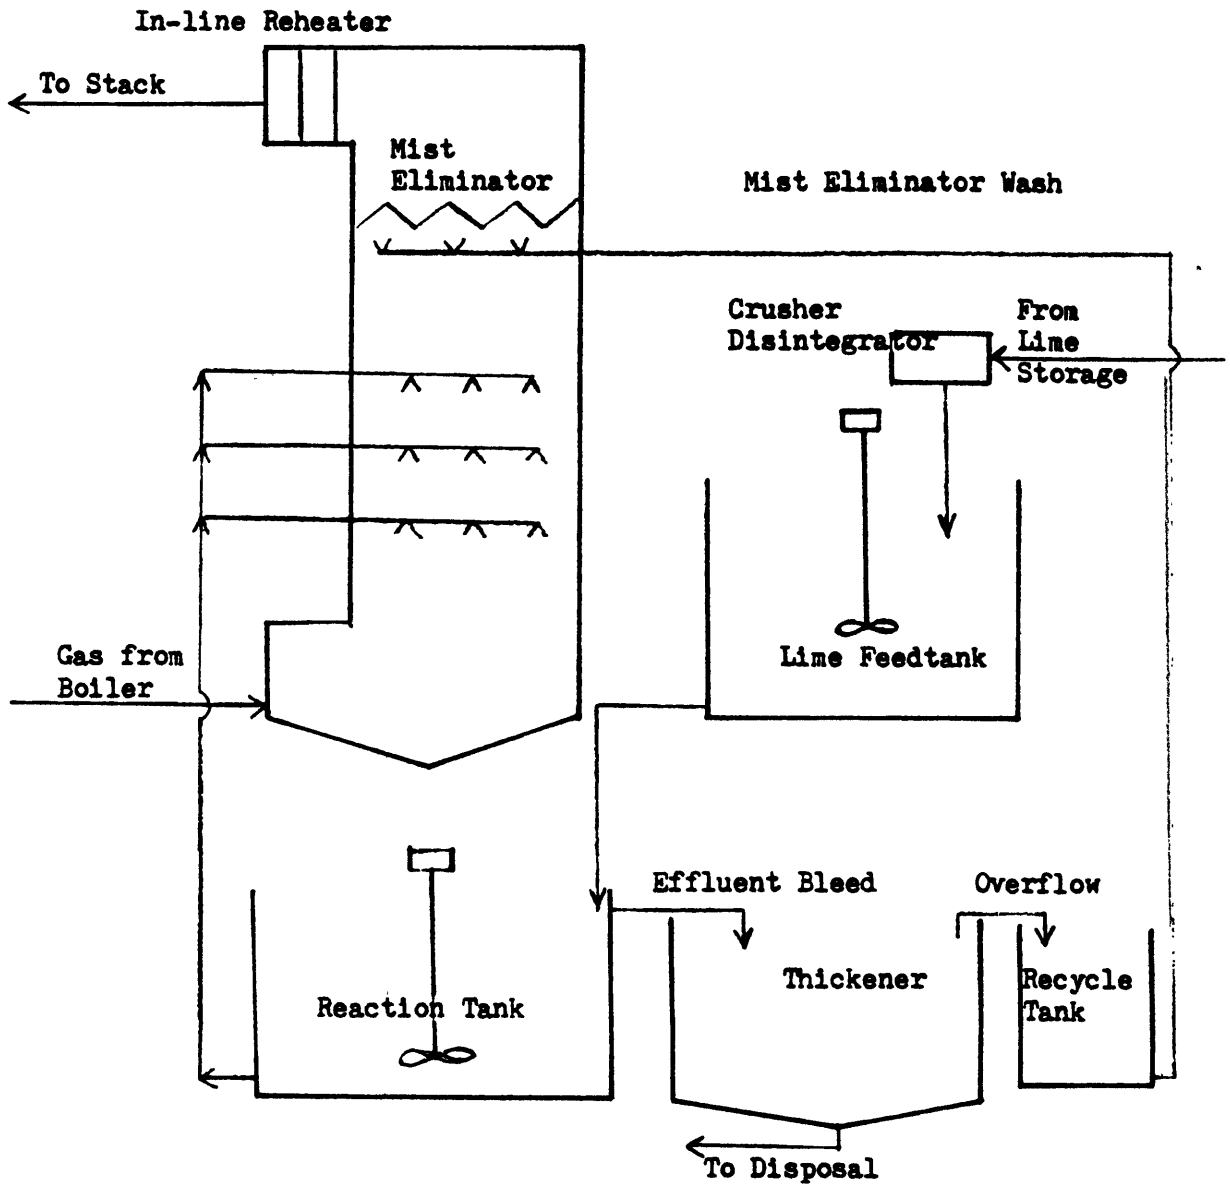 In-line Reheater
To Stack
Mist
Eliminator
Mist Eliminator Wash
Crusher
Disintegrator
From
Lime
Storage
Lime Feedtank
Gas from
Boiler
Effluent Bleed
Overflow
Thickener
Recycle
Tank
Reaction Tank
To Disposal